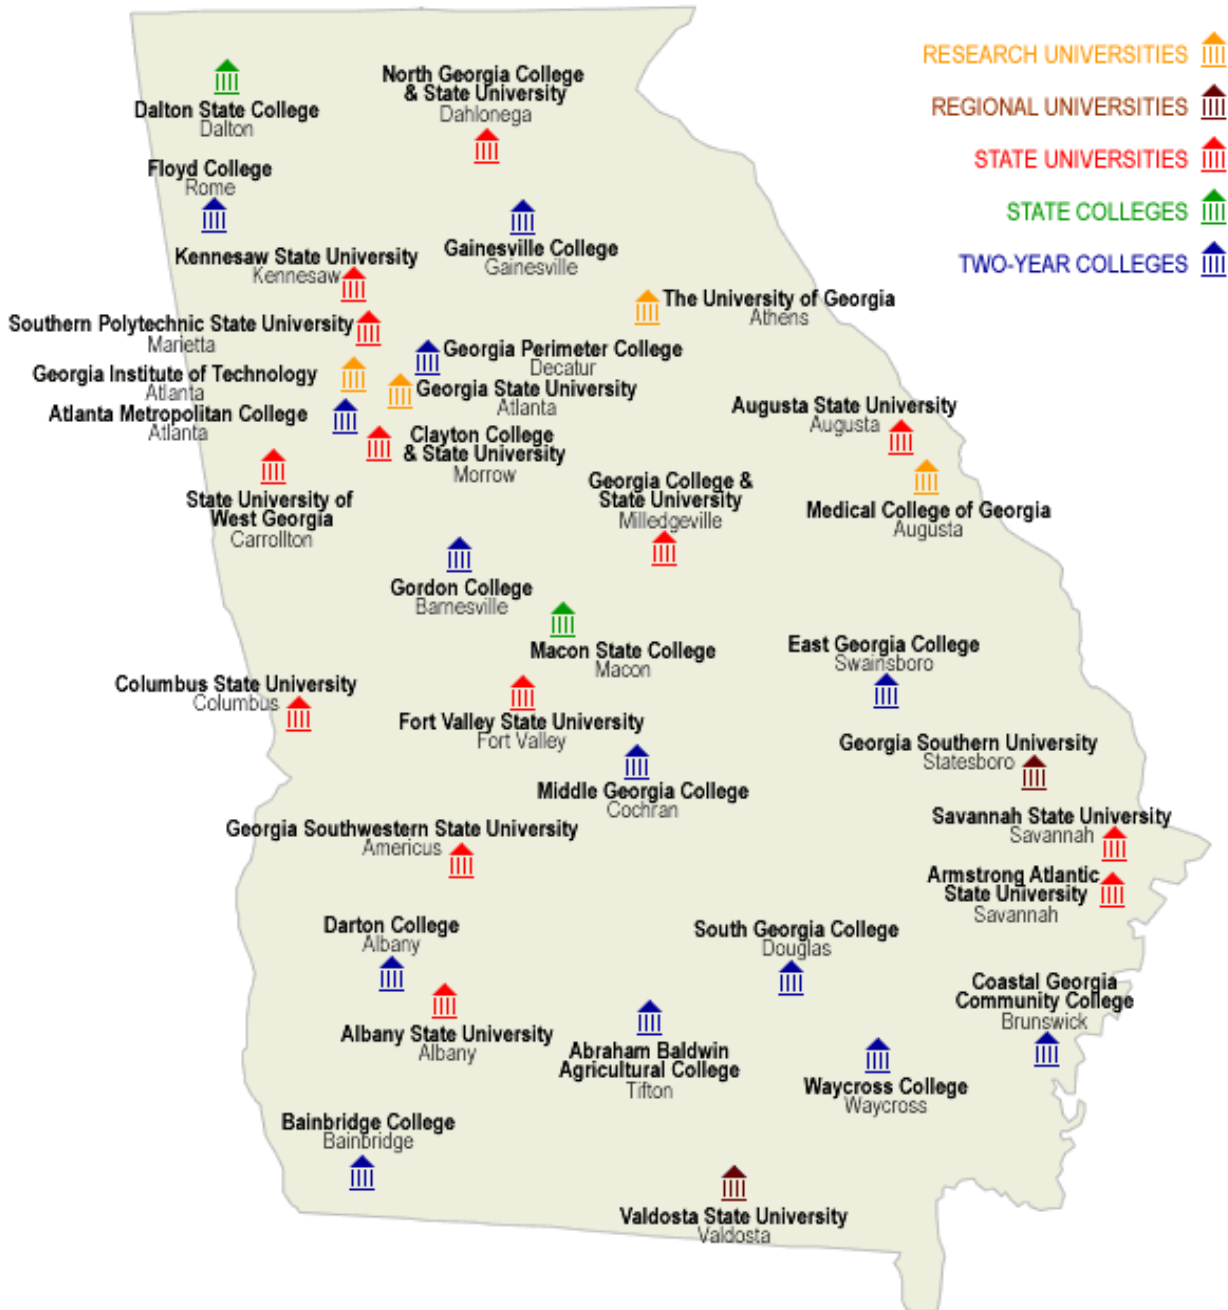 RESEARCH UNIVERSITIES
REGIONAL UNIVERSITIES
STATE UNIVERSITIES
STATE COLLEGES
TWO-YEAR COLLEGES
North Georgia College
& State University
Dahlonega
Dalton State College
Dalton
Floyd College
Rome
Gainesville College
Gainesville
Kennesaw State University
Kennesaw
The University of Georgia
Athens
Southern Polytechnic State University
Marietta
Georgia Perimeter College
Decatur
Georgia Institute of Technology
Atlanta
Georgia State University
Atlanta
Atlanta Metropolitan College
Atlanta
Augusta State University
Augusta
Clayton College
& State University
Morrow
Georgia College &
State University
Milledgeville
State University of
West Georgia
Carrollton
Medical College of Georgia
Augusta
Gordon College
Barnesville
Macon State College
Macon
East Georgia College
Swainsboro
Columbus State University
Columbus
Fort Valley State University
Fort Valley
Georgia Southern University
Statesboro
Middle Georgia College
Cochran
Savannah State University
Savannah
Georgia Southwestern State University
Americus
Armstrong Atlantic
State University
Savannah
Darton College
Albany
South Georgia College
Douglas
Coastal Georgia
Community College
Brunswick
Albany State University
Albany
Abraham Baldwin
Agricultural College
Tifton
Waycross College
Waycross
Bainbridge College
Bainbridge
Valdosta State University
Valdosta